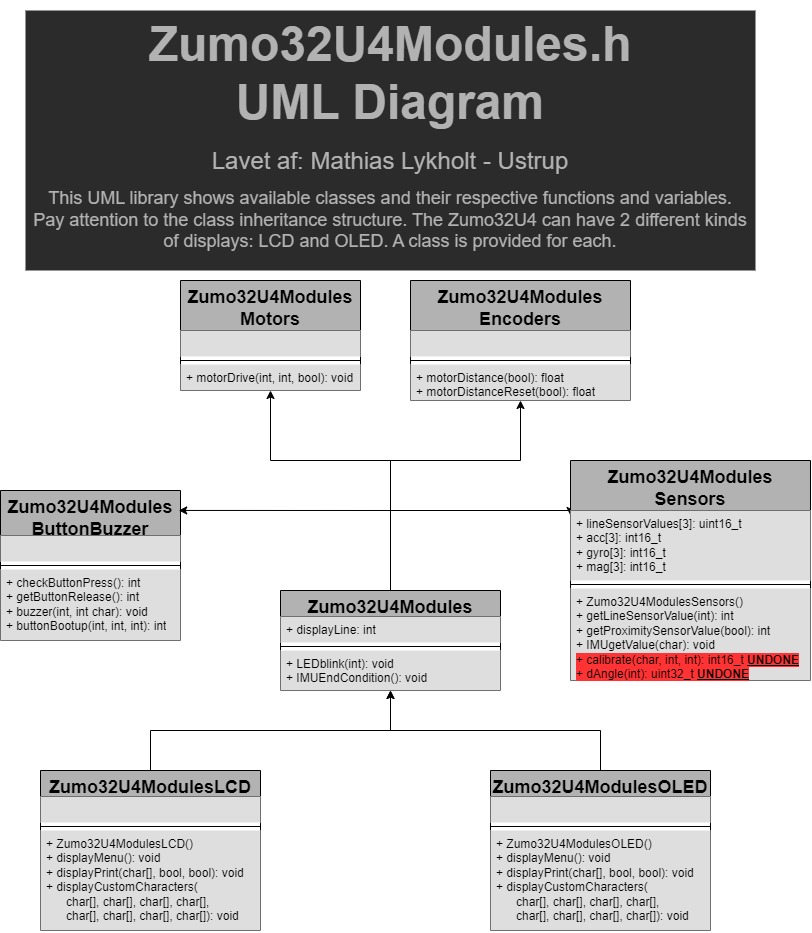 Zumo32U4Modules.h
UML Diagram
Lavet af: Mathias Lykholt - Ustrup
This UML library shows available classes and their respective functions and variables.
Pay attention to the class inheritance structure. The Zumo32U4 can have 2 different kinds
of displays: LCD and OLED. A class is provided for each.
Zumo32U4Modules
Motors
+ motorDrive(int, int, bool): void
Zumo32U4Modules
Encoders
+ motorDistance(bool): float
+ motorDistanceReset(bool): float
Zumo32U4Modules
ButtonBuzzer
+ checkButtonPress(): int
+ getButtonRelease(): int
+ buzzer(int, int char): void
+ buttonBootup(int, int, int): int
Zumo32U4Modules
Sensors
+ lineSensorValues[3]: uint16_t
+ acc[3]: int16_t
+ gyro[3]: int16_t
+ mag[3]: int16_t
+ Zumo32U4ModulesSensors()
+ getLineSensorValue(int): int
+ getProximitySensorValue(bool): int
+ IMUgetValue(char): void
+ calibrate(char, int, int): int16_t UNDONE
+ dAngle(int): uint32_t UNDONE
Zumo32U4Modules
+ displayLine: int
+ LEDblink(int): void
+ IMUEndCondition(): void
Zumo32U4ModulesLCD
+ Zumo32U4ModulesLCD()
+ displayMenu(): void
+ displayPrint(char[], bool, bool): void
+ displayCustomCharacters(
char[], char[], char[], char[],
char[], char[], char[], char[]): void
Zumo32U4ModulesOLED
+ Zumo32U4ModulesOLED()
+ displayMenu(): void
+ displayPrint(char[], bool, bool): void
+ displayCustomCharacters(
char[], char[], char[], char[],
char[], char[], char[], char[]): void